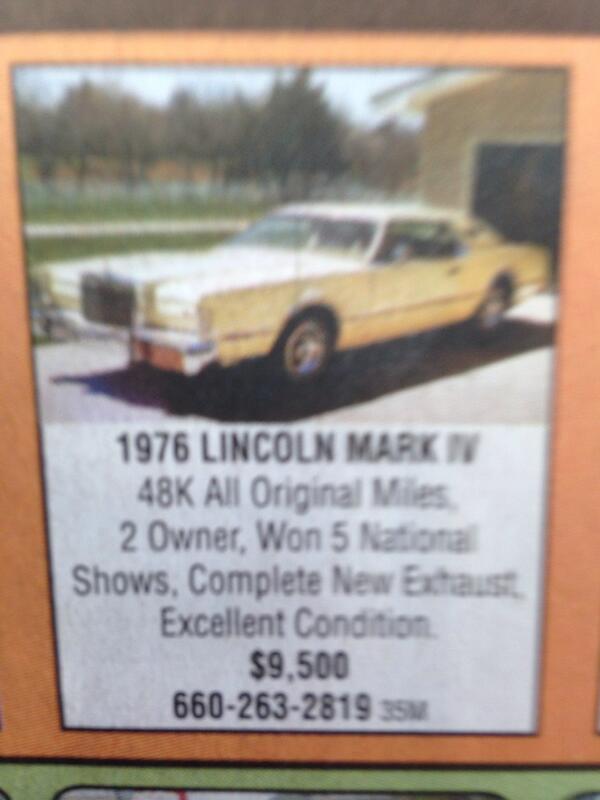 1976 LINCOLN MARK IV
48K All Original Miles,
2 Owner, Won 5 National
Shows, Complete New Exhaust,
Excellent Condition.
$9,500
660-263-2819 35M